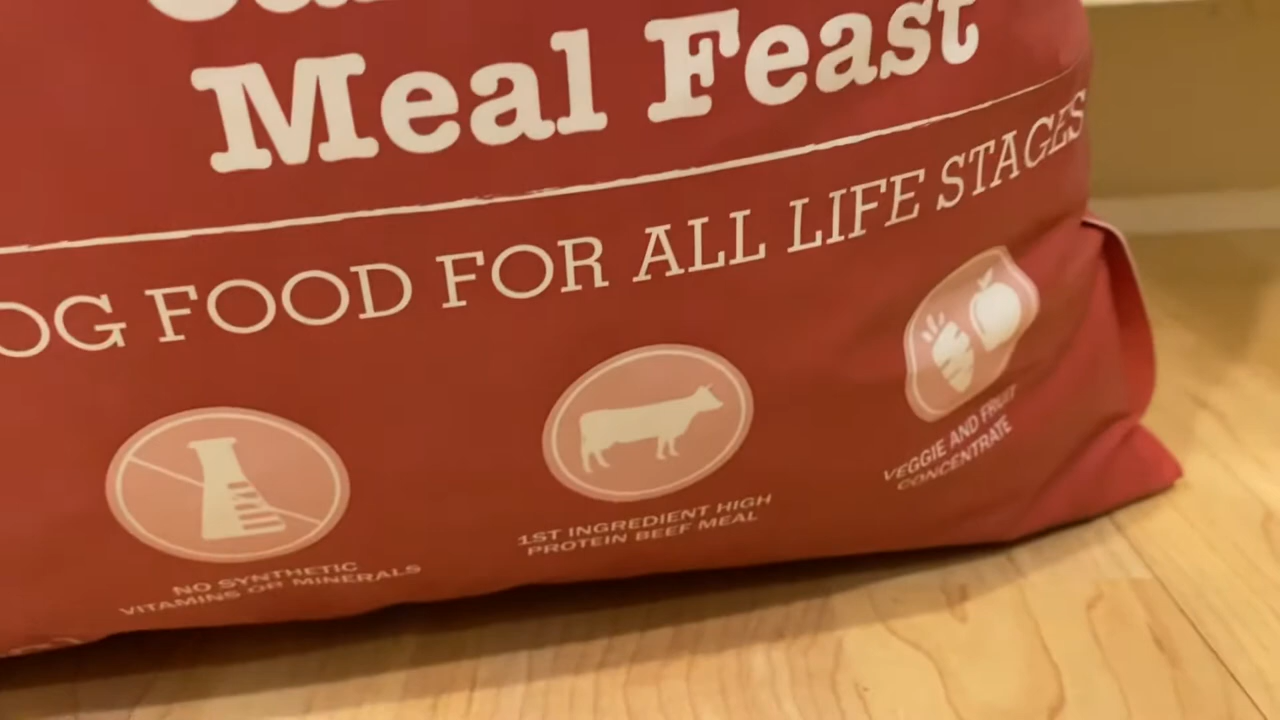 Meal Feast
OG FOOD FOR ALL LIFE STAGES
NO SYNTHETIC
VITAMINS OR MINERALS
1ST INGREDIENT HIGH
PROTEIN BEEF MEAL
VEGGIE AND FRUIT
CONCENTRATE